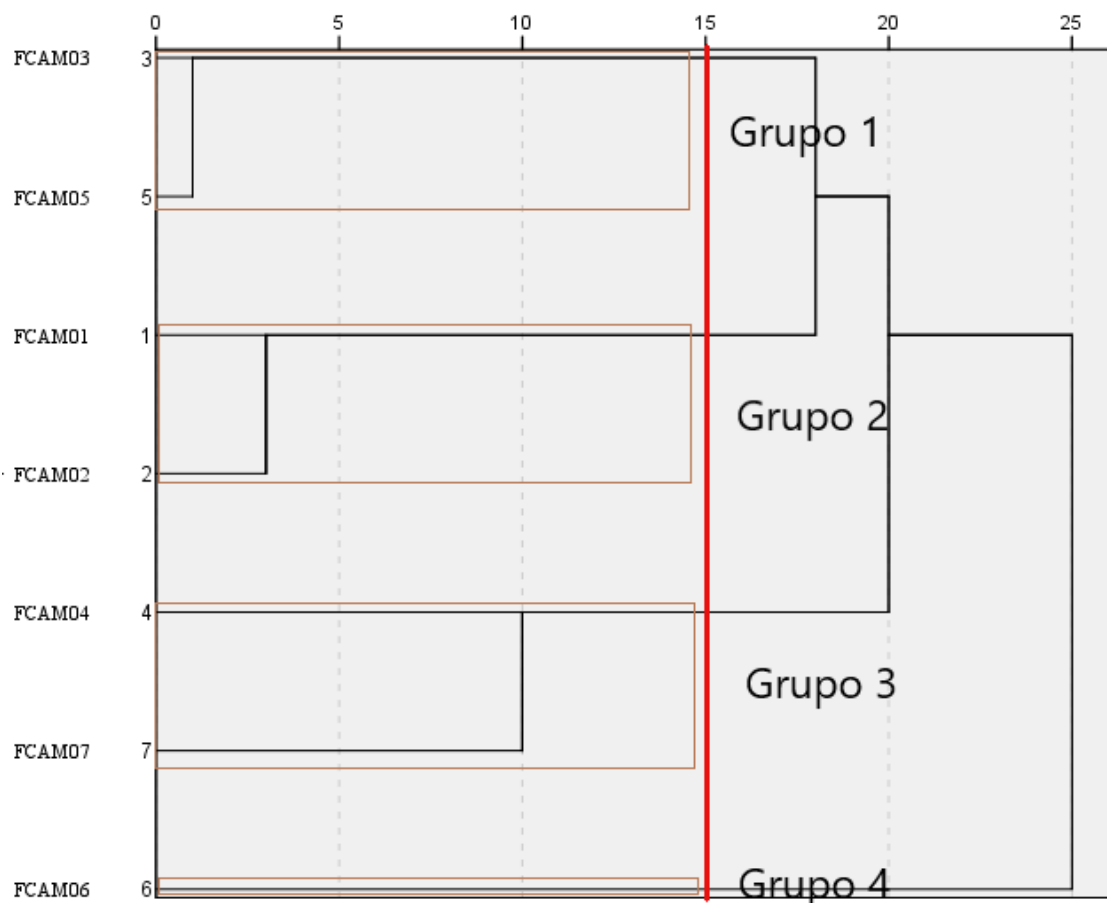 0 5 10 15 20 25
FCAM03 3
Grupo 1
FCAM05 5
FCAM01 1
Grupo 2
FCAM02 2
FCAM04 4
Grupo 3
FCAM07 7
Grupo 4
FCAM06 6